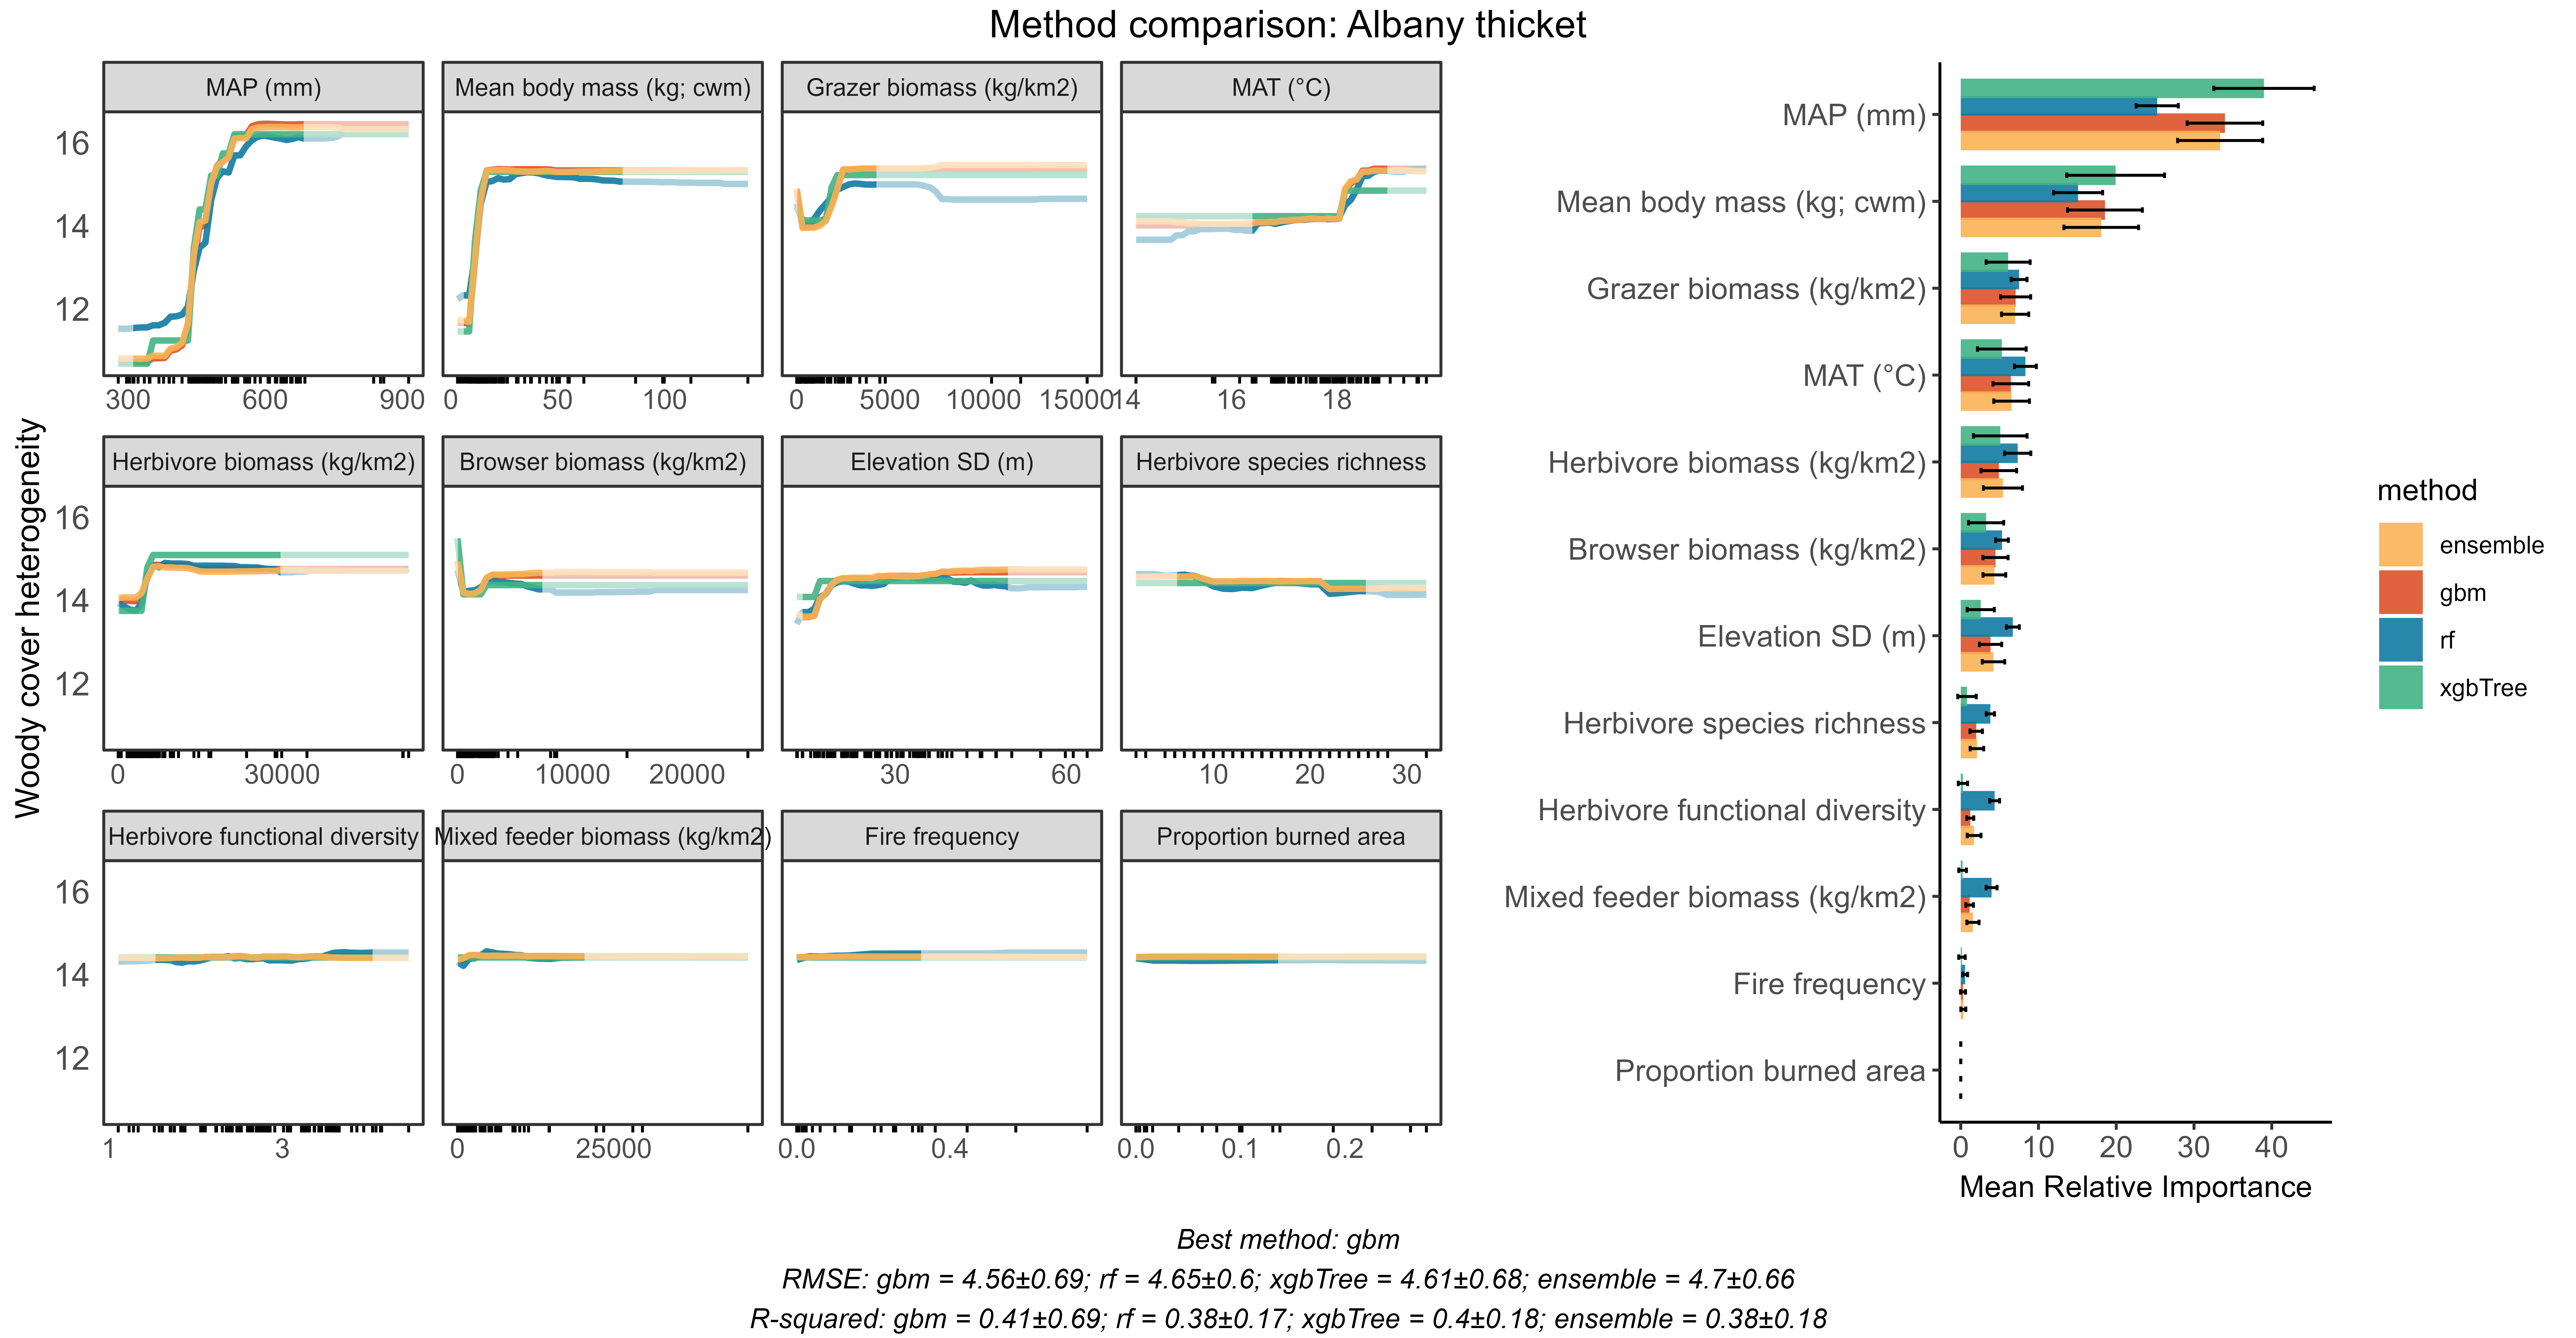 Method comparison: Albany thicket
MAP (mm)
Mean body mass (kg; cwm)
Grazer biomass (kg/km2)
MAT (°C)
16
14
12
300 600 900
0 50 100
0 5000 10000 15000
14 16 18
Woody cover heterogeneity
Herbivore biomass (kg/km2)
Browser biomass (kg/km2)
Elevation SD (m)
Herbivore species richness
16
14
12
0 30000
0 10000 20000
30 60
10 20 30
Herbivore functional diversity
Mixed feeder biomass (kg/km2)
Fire frequency
Proportion burned area
16
14
12
1 3
0 25000
0.0 0.4
0.0 0.1 0.2
MAP (mm)
Mean body mass (kg; cwm)
Grazer biomass (kg/km2)
MAT (°C)
Herbivore biomass (kg/km2)
Browser biomass (kg/km2)
Elevation SD (m)
Herbivore species richness
Herbivore functional diversity
Mixed feeder biomass (kg/km2)
Fire frequency
Proportion burned area
0 10 20 30 40
Mean Relative Importance
method
ensemble
gbm
rf
xgbTree
Best method: gbm
RMSE: gbm = 4.56±0.69; rf = 4.65±0.6; xgbTree = 4.61±0.68; ensemble = 4.7±0.66
R-squared: gbm = 0.41±0.69; rf = 0.38±0.17; xgbTree = 0.4±0.18; ensemble = 0.38±0.18